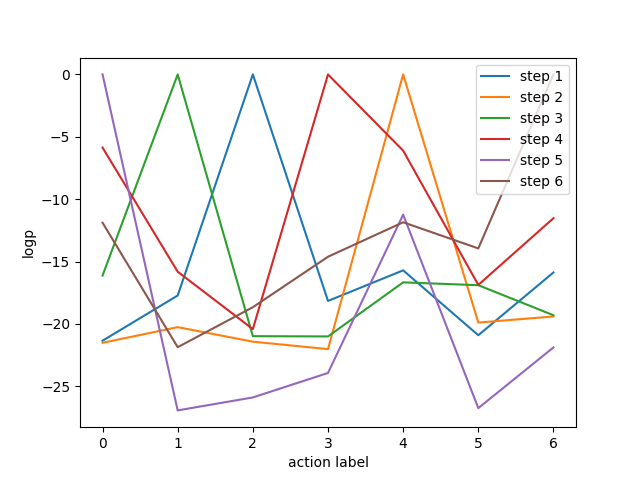 step 1
step 2
step 3
step 4
step 5
step 6
0
−5
−10
−15
−20
−25
logp
0 1 2 3 4 5 6
action label